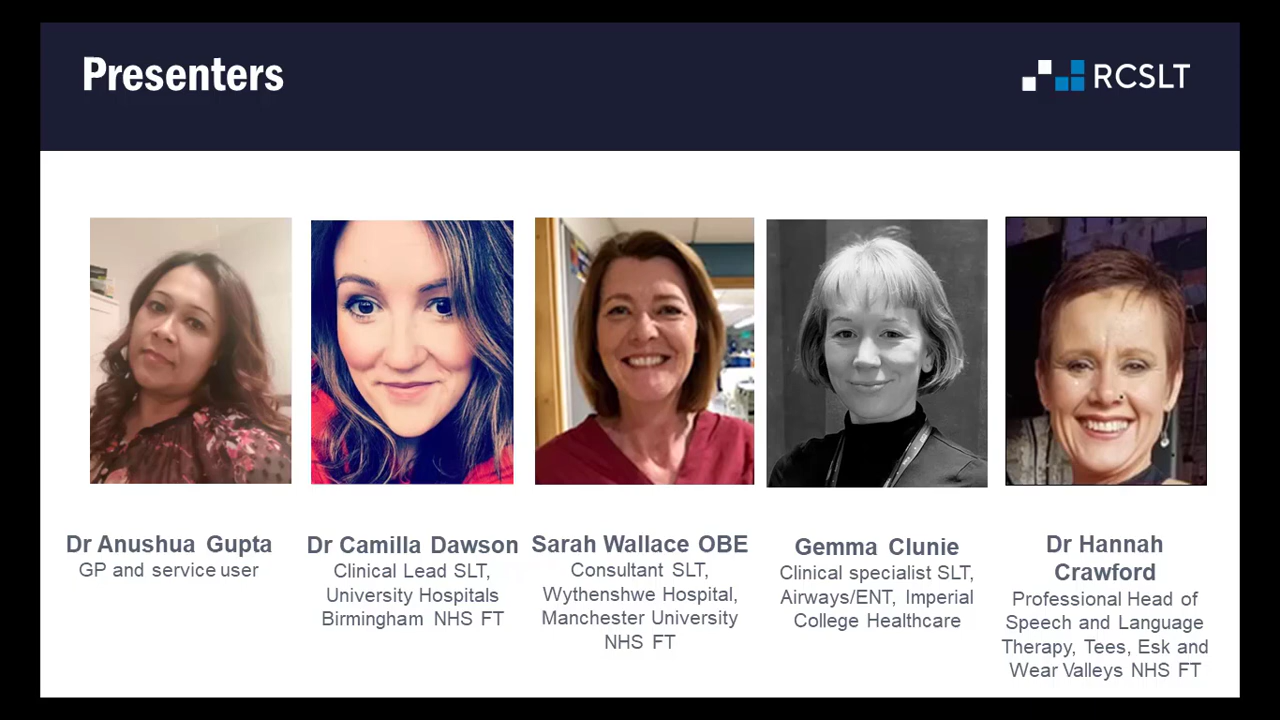 Presenters
RCSLT
Dr Anushua Gupta
GP and service user
Dr Camilla Dawson
Clinical Lead SLT,
University Hospitals
Birmingham NHS FT
Sarah Wallace OBE
Consultant SLT,
Wythenshwe Hospital,
Manchester University
NHS FT
Gemma Clunie
Clinical specialist SLT,
Airways/ENT, Imperial
College Healthcare
Dr Hannah
Crawford
Professional Head of
Speech and Language
Therapy, Tees, Esk and
Wear Valleys NHS FT